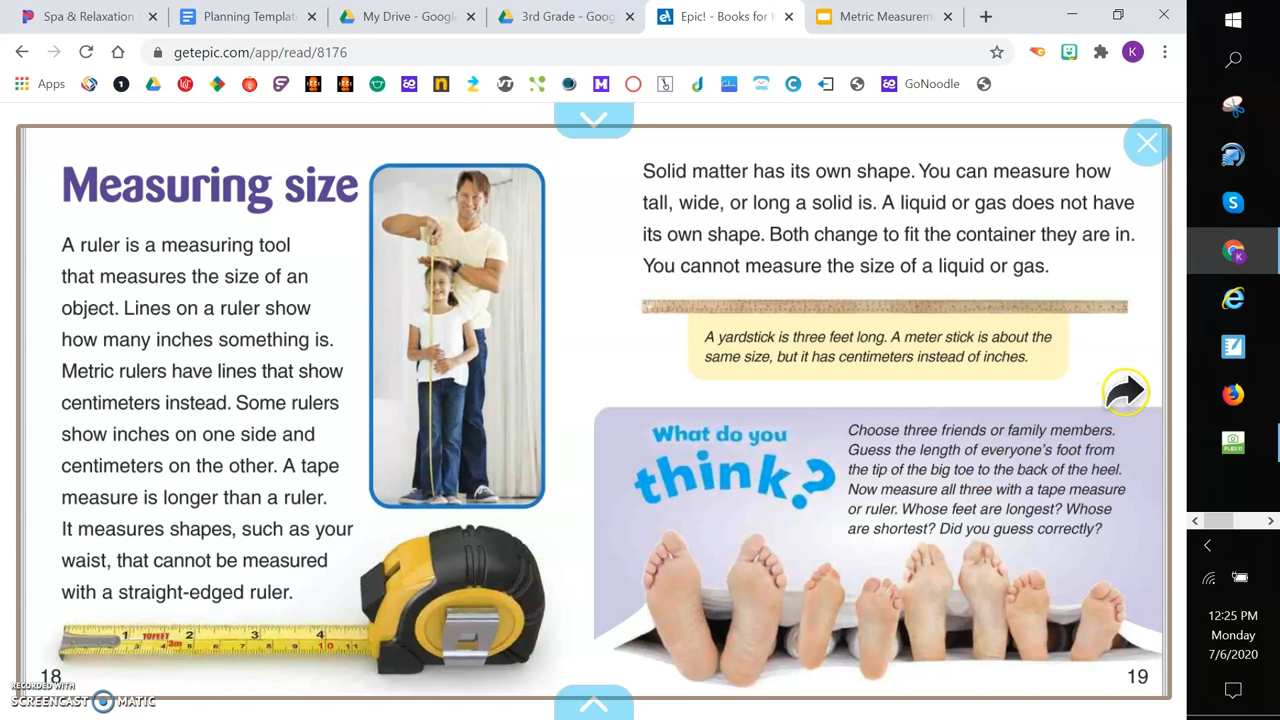 Spa & Relaxation
Planning Templat
My Drive - Google
3rd Grade - Goog
Epic! - Books for
Metric Measurem
getepic.com/app/read/8176
K
Apps
GoNoodle
Measuring size
A ruler is a measuring tool
that measures the size of an
object. Lines on a ruler show
how many inches something is.
Metric rulers have lines that show
centimeters instead. Some rulers
show inches on one side and
centimeters on the other. A tape
measure is longer than a ruler.
It measures shapes, such as your
waist, that cannot be measured
with a straight-edged ruler.
1 10FEET 2 3 4
3m 10
18
Solid matter has its own shape. You can measure how
tall, wide, or long a solid is. A liquid or gas does not have
its own shape. Both change to fit the container they are in.
You cannot measure the size of a liquid or gas.
A yardstick is three feet long. A meter stick is about the
same size, but it has centimeters instead of inches.
What do you
think?
Choose three friends or family members.
Guess the length of everyone's foot from
the tip of the big toe to the back of the heel.
Now measure all three with a tape measure
or ruler. Whose feet are longest? Whose
are shortest? Did you guess correctly?
19
RECORDED WITH
SCREENCAST MATIC
12:25 PM
Monday
7/6/2020